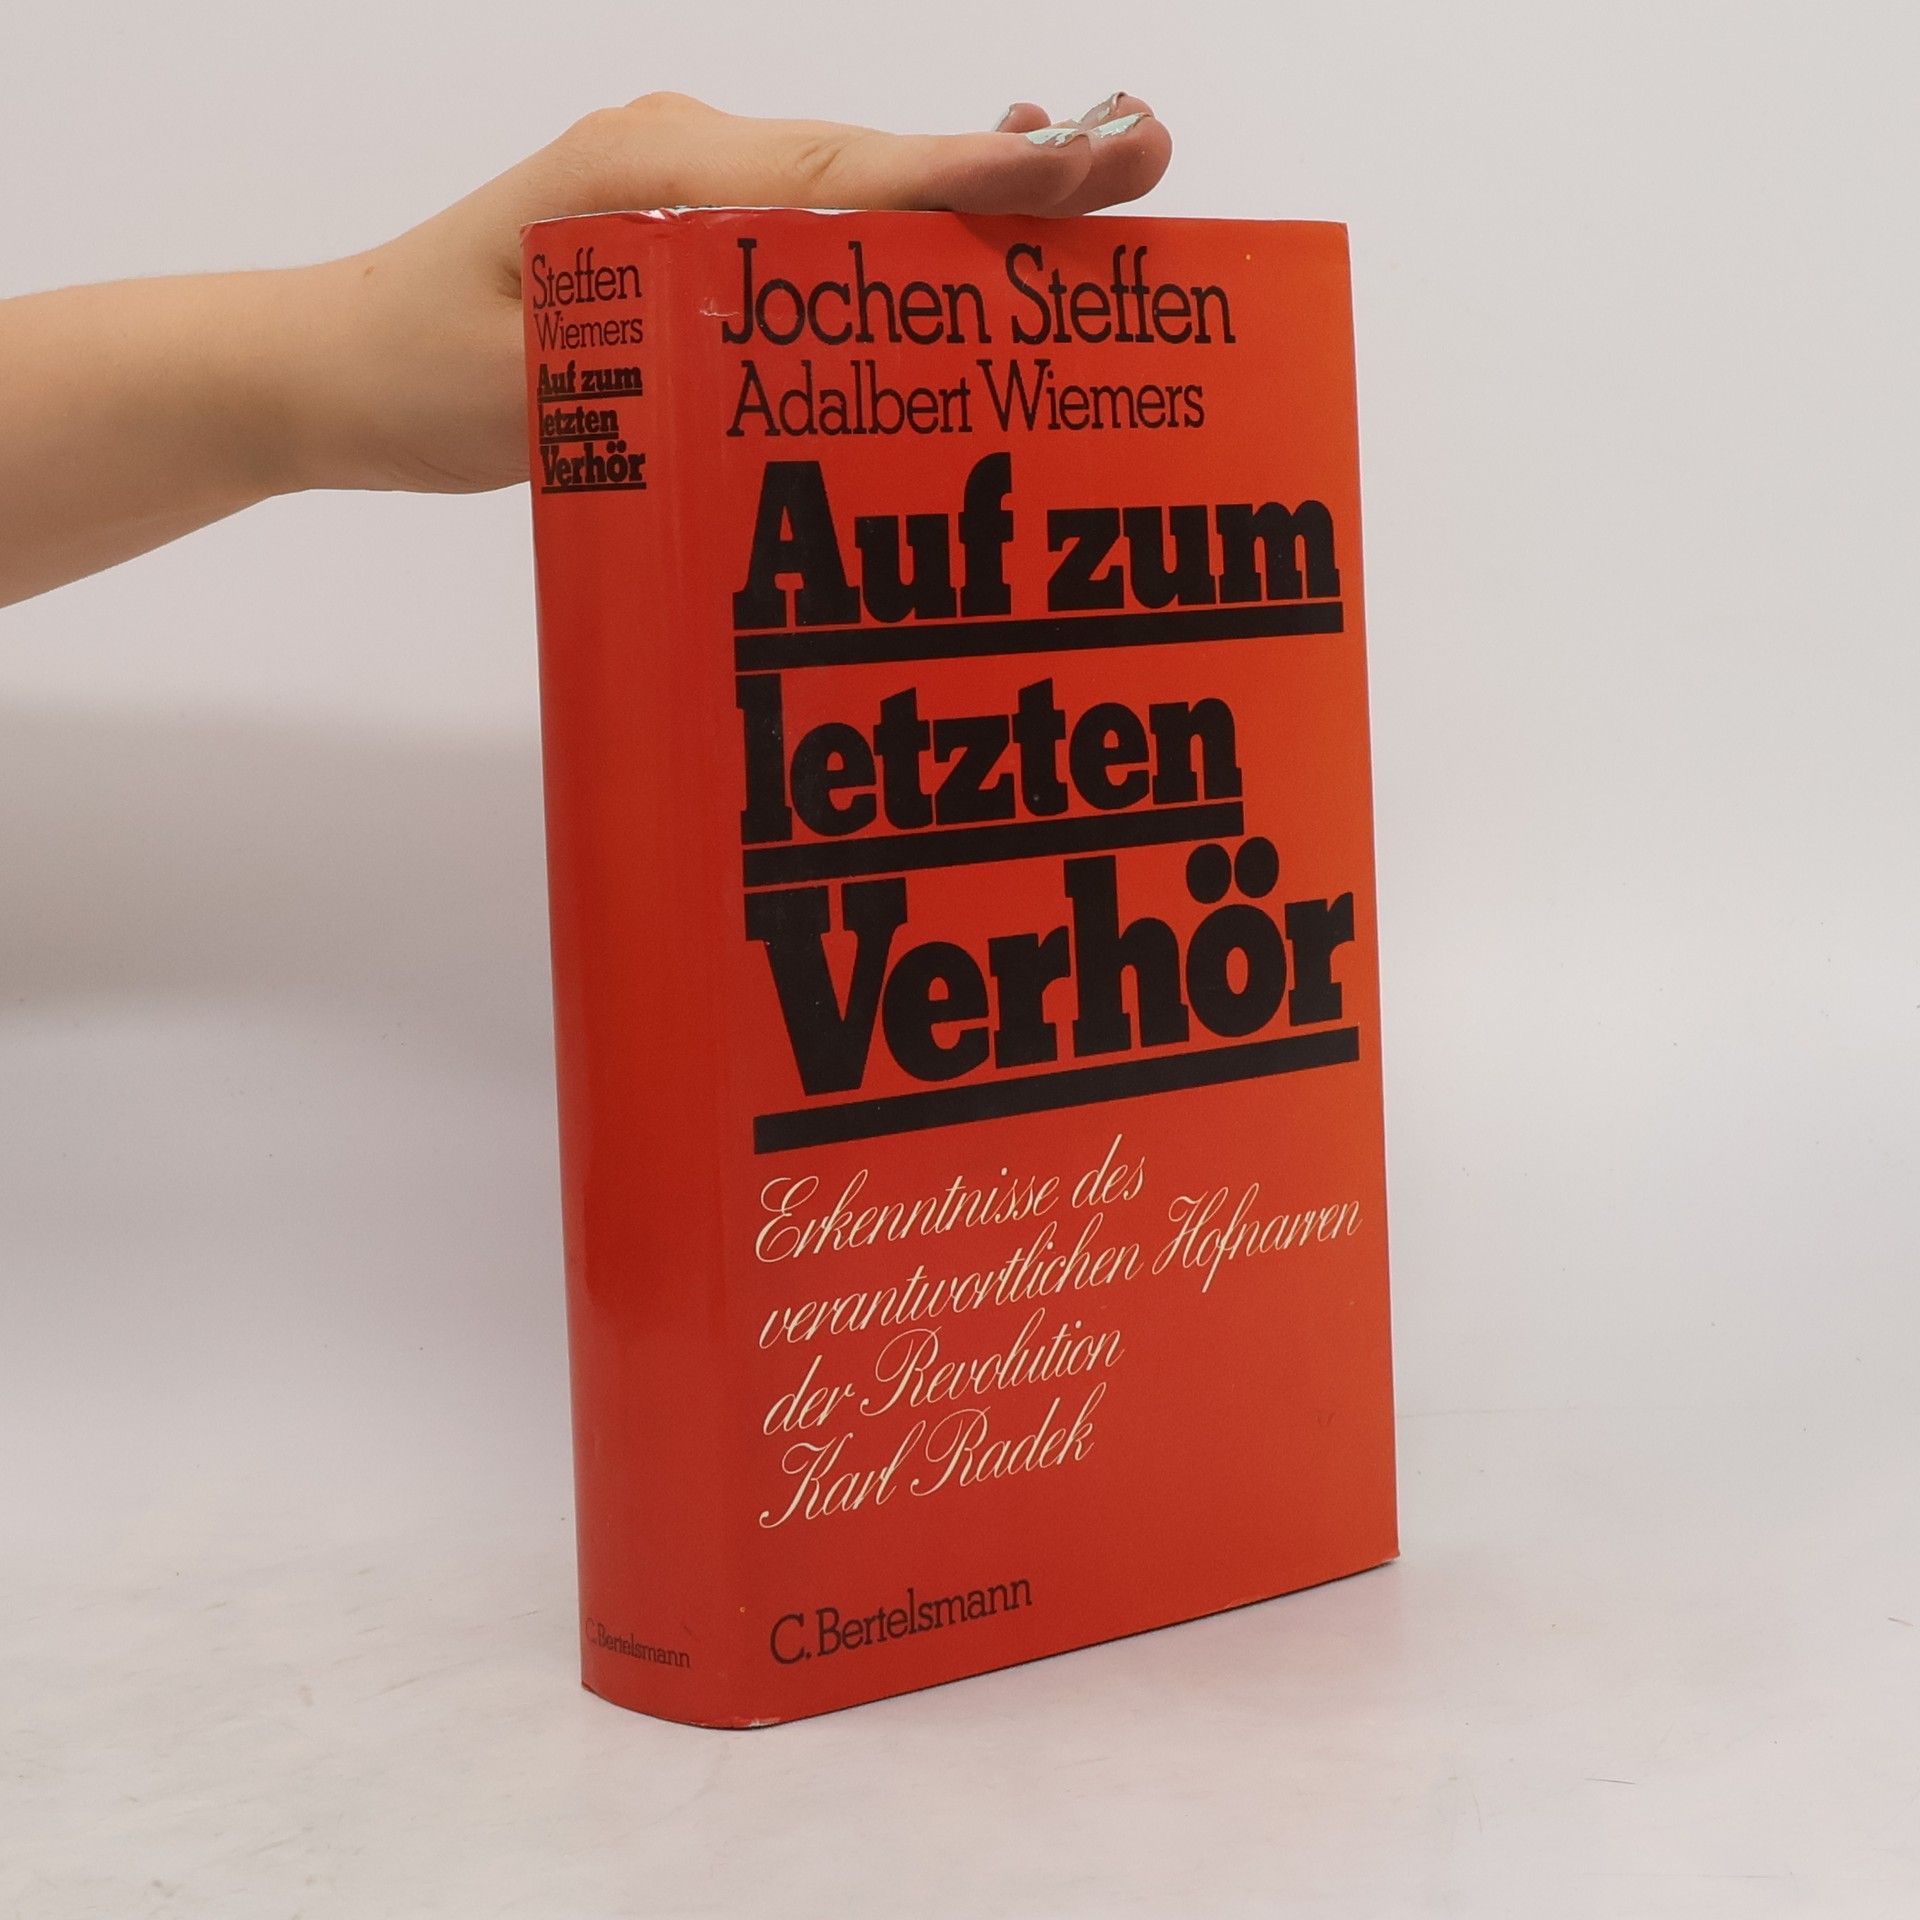 Steffen
Wiemers
Auf zum
letzten
Verhör
C. Bertelsmann
Jochen Steffen
Adalbert Wiemers
Auf zum
letzten
Verhör
Erkenntnisse des
verantwortlichen Hofnarren
der Revolution
Karl Radek
C. Bertelsmann